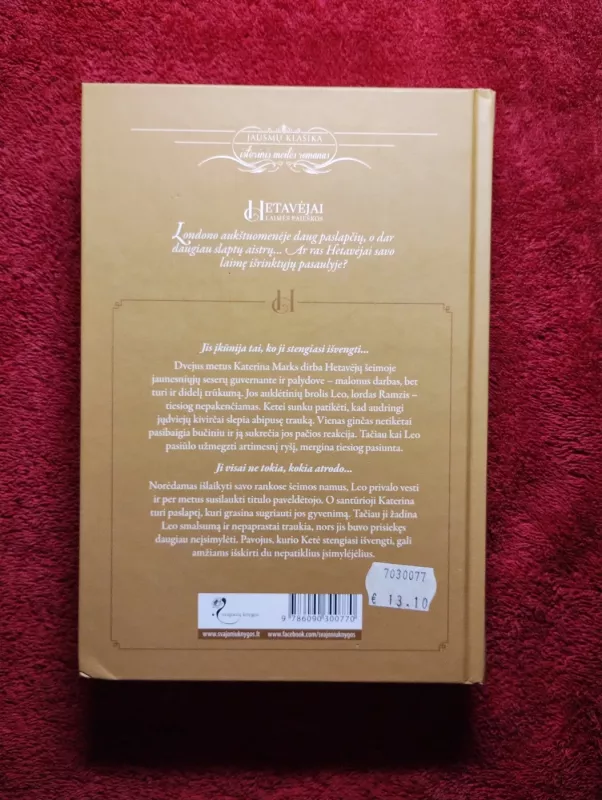 JAUSMŲ KLASIKA
istorinis meilės romanas
HETAVĖJAI
LAIMĖS PAIEŠKOS
Londono aukštuomenėje daug paslapčių, o dar
daugiau slaptų aistrų... Ar ras Hetavėjai savo
laimę išrinktųjų pasaulyje?
H
Jis įkūnija tai, ko ji stengiasi išvengti...
Dvejus metus Katerina Marks dirba Hetavėjų šeimoje
jaunesniųjų seserų guvernante ir palydove – malonus darbas, bet
turi ir didelį trūkumą. Jos auklėtinių brolis Leo, lordas Ramzis –
tiesiog nepakenčiamas. Ketei sunku patikėti, kad audringi
jųdviejų kivirčai slepia abipusę trauką. Vienas ginčas netikėtai
pasibaigia bučiniu ir ją sukrečia jos pačios reakcija. Tačiau kai Leo
pasiūlo užmegzti artimesnį ryšį, mergina tiesiog pasiunta.
Ji visai ne tokia, kokia atrodo...
Norėdamas išlaikyti savo rankose šeimos namus, Leo privalo vesti
ir per metus susilaukti titulo paveldėtojo. O santūrioji Katerina
turi paslaptį, kuri grasina sugriauti jos gyvenimą. Tačiau ji žadina
Leo smalsumą ir nepaprastai traukia, nors jis buvo prisiekęs
daugiau neįsimylėti. Pavojus, kurio Ketė stengiasi išvengti, gali
amžiams išskirti du nepatiklius įsimylėjėlius.
7030077
€ 13.10
svajonių knygos
9 786090 300770
www.svajoniuknygos.lt
www.facebook.com/svajoniuknygos